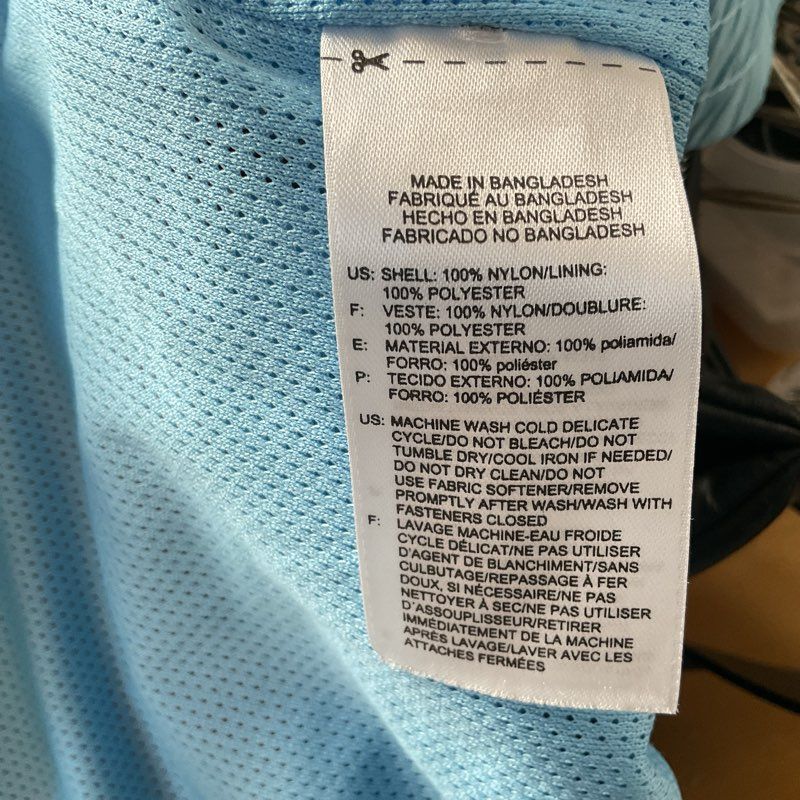 MADE IN BANGLADESH
FABRIQUÉ AU BANGLADESH
HECHO EN BANGLADESH
FABRICADO NO BANGLADESH
US: SHELL: 100% NYLON/LINING:
100% POLYESTER
F: VESTE: 100% NYLON/DOUBLURE:
100% POLYESTER
E: MATERIAL EXTERNO: 100% poliamida/
FORRO: 100% poliéster
P: TECIDO EXTERNO: 100% POLIAMIDA/
FORRO: 100% POLIÉSTER
US: MACHINE WASH COLD DELICATE
CYCLE/DO NOT BLEACH/DO NOT
TUMBLE DRY/COOL IRON IF NEEDED/
DO NOT DRY CLEAN/DO NOT
USE FABRIC SOFTENER/REMOVE
PROMPTLY AFTER WASH/WASH WITH
FASTENERS CLOSED
F: LAVAGE MACHINE-EAU FROIDE
CYCLE DÉLICAT/NE PAS UTILISER
D'AGENT DE BLANCHIMENT/SANS
CULBUTAGE/REPASSAGE À FER
DOUX, SI NÉCESSAIRE/NE PAS
NETTOYER À SEC/NE PAS UTILISER
D'ASSOUPLISSEUR/RETIRER
IMMÉDIATEMENT DE LA MACHINE
APRÈS LAVAGE/LAVER AVEC LES
ATTACHES FERMÉES